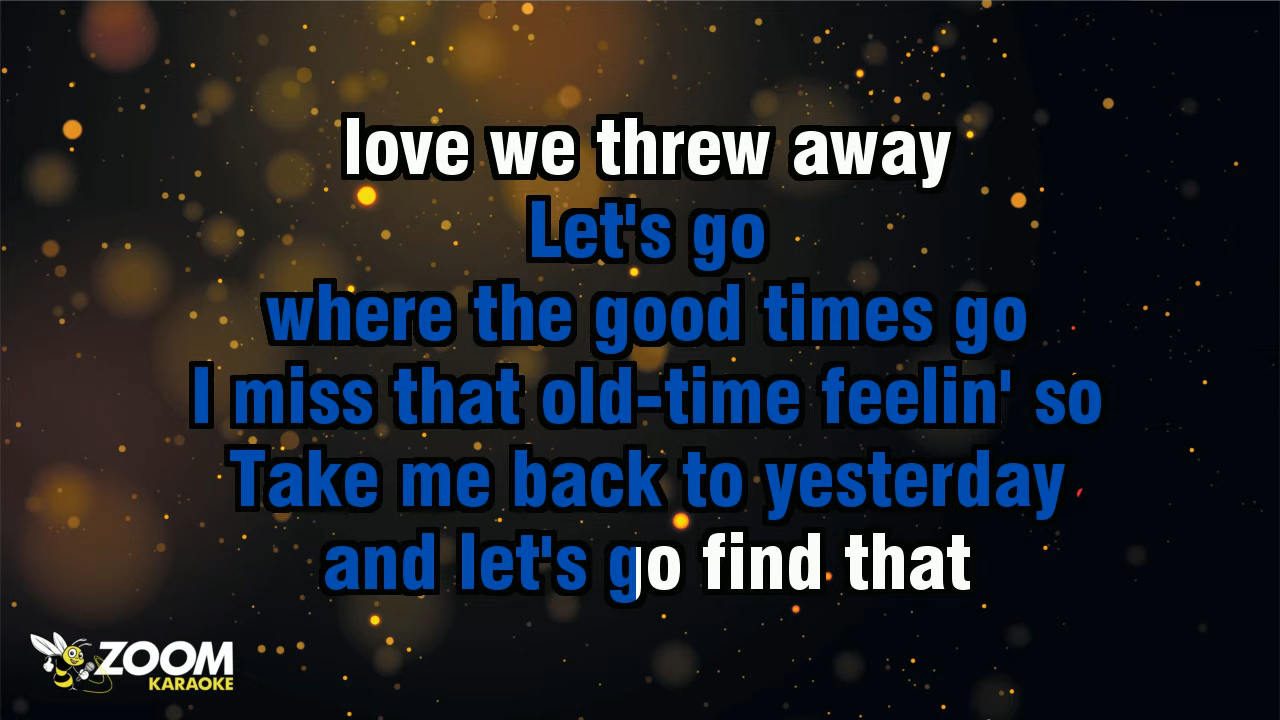 love we threw away
Let's go
where the good times go
I miss that old-time feelin' so
Take me back to yesterday
and let's go find that
ZOOM
KARAOKE